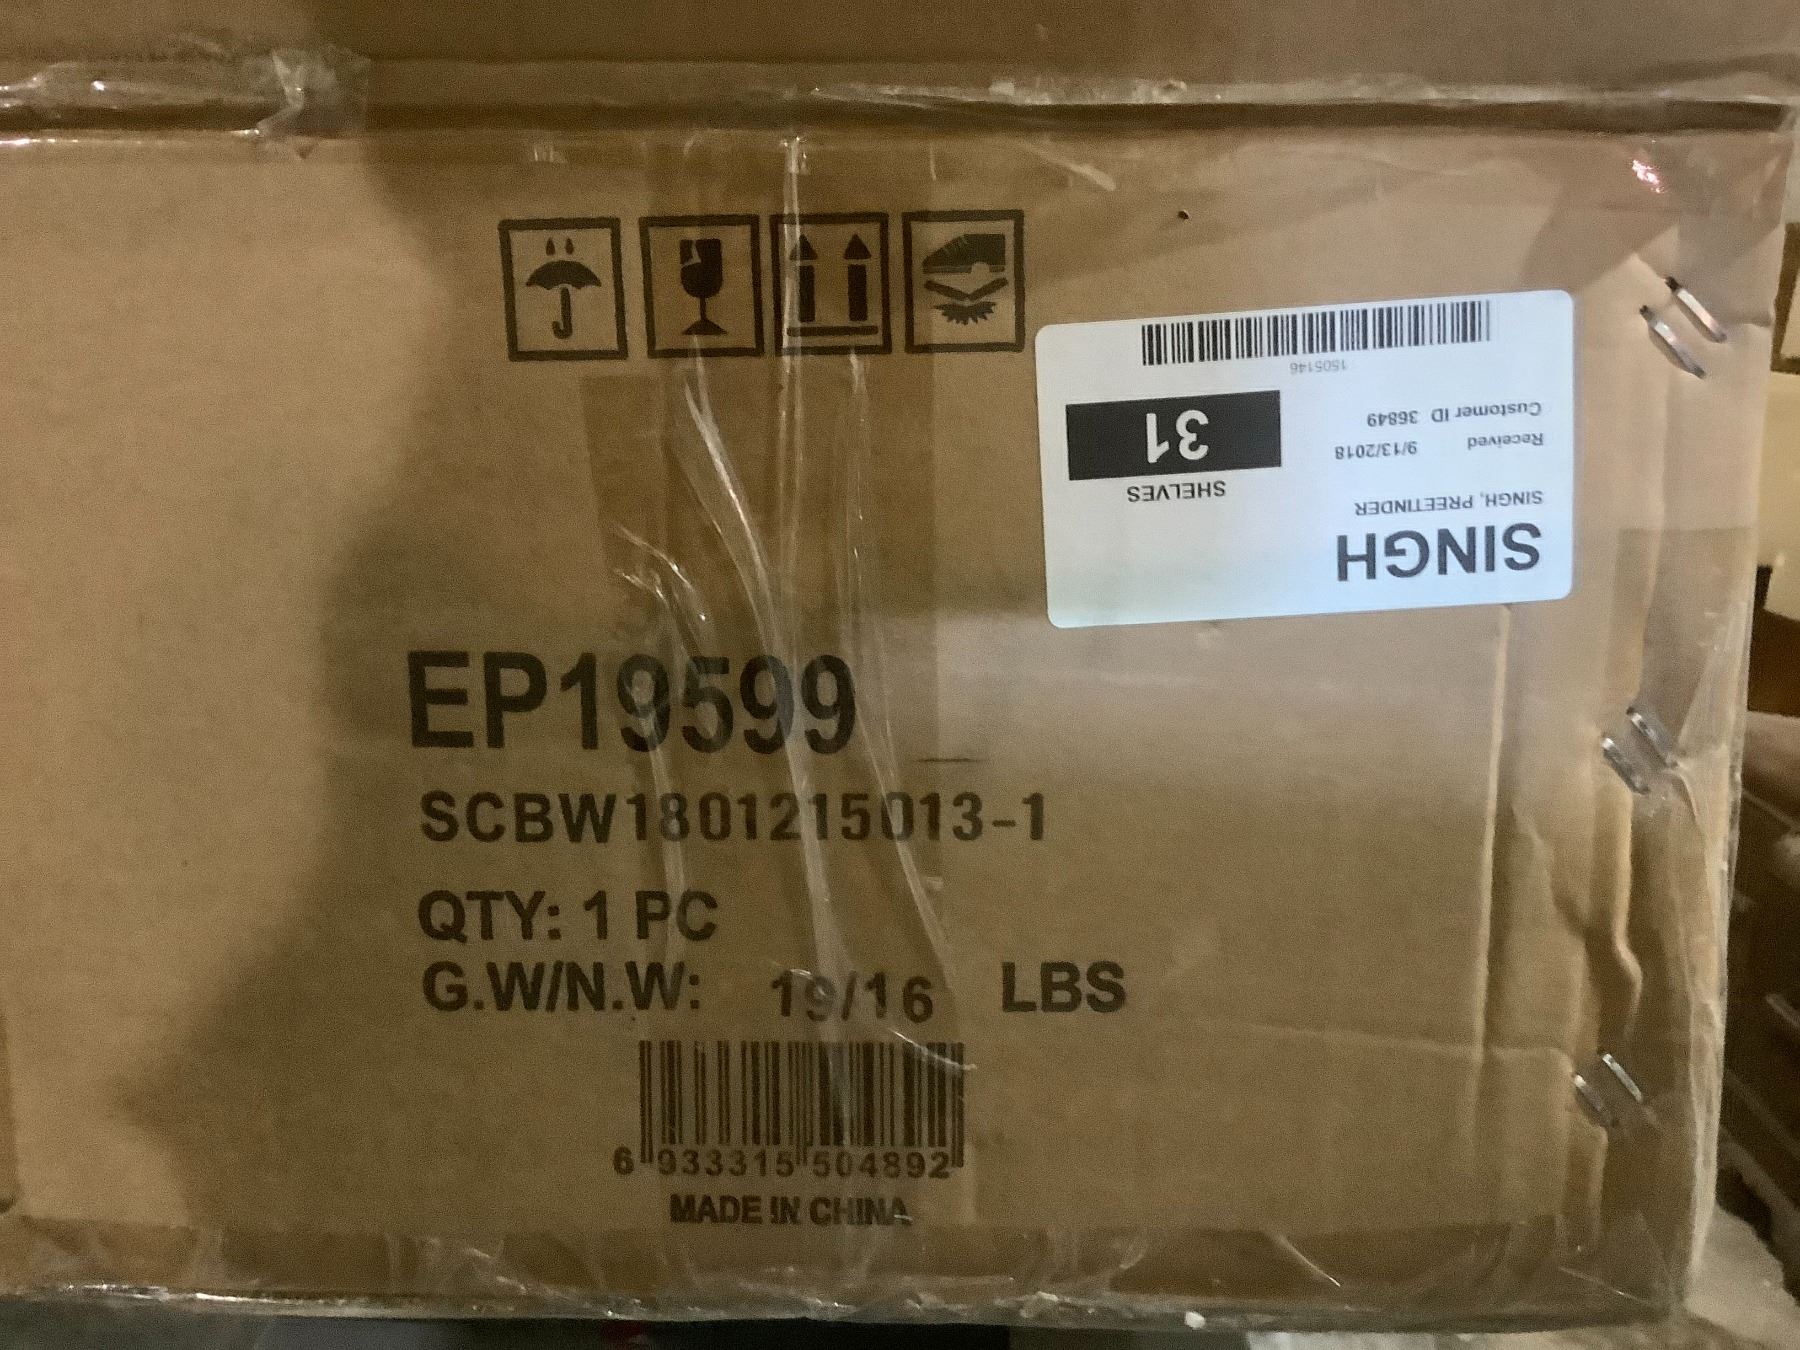 EP19599
SCBW1801215013-1
QTY: 1 PC
G.W/N.W: 19/16 LBS
6 933315 504892
MADE IN CHINA
SINGH
SINGH, PREETINDER
SHELVES
31
Received 9/13/2018
Customer ID 36849
1505146